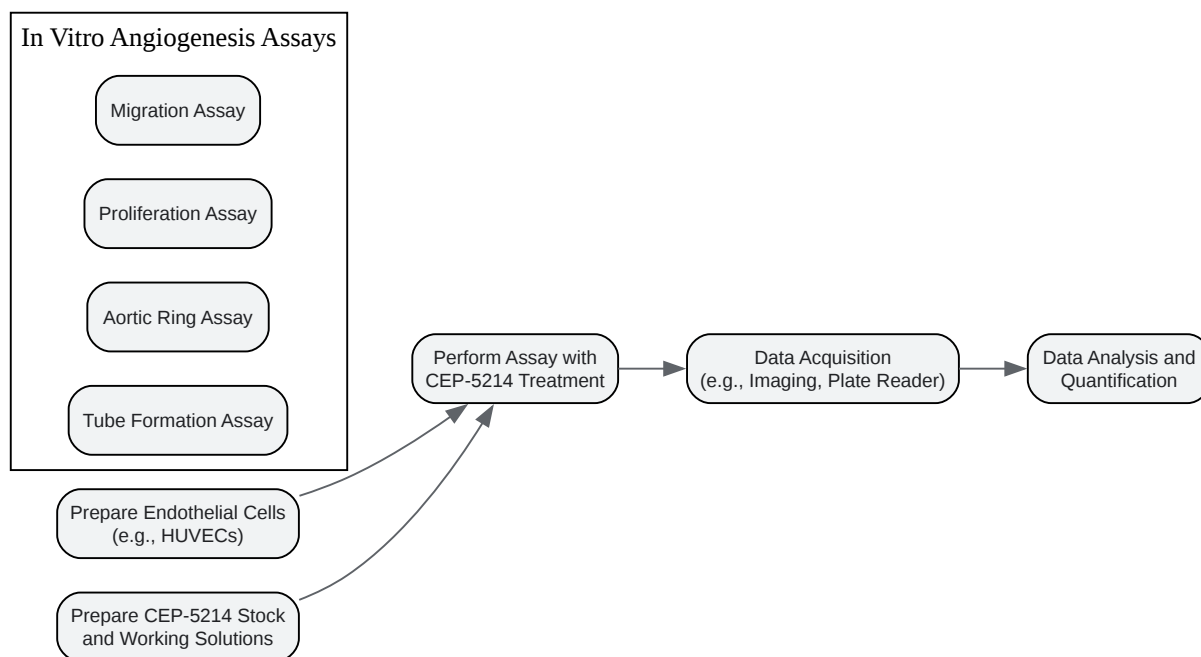 In Vitro Angiogenesis Assays
Migration Assay
Proliferation Assay
Aortic Ring Assay
Tube Formation Assay
Prepare Endothelial Cells
(e.g., HUVECs)
Prepare CEP-5214 Stock
and Working Solutions
Perform Assay with
CEP-5214 Treatment
Data Acquisition
(e.g., Imaging, Plate Reader)
Data Analysis and
Quantification